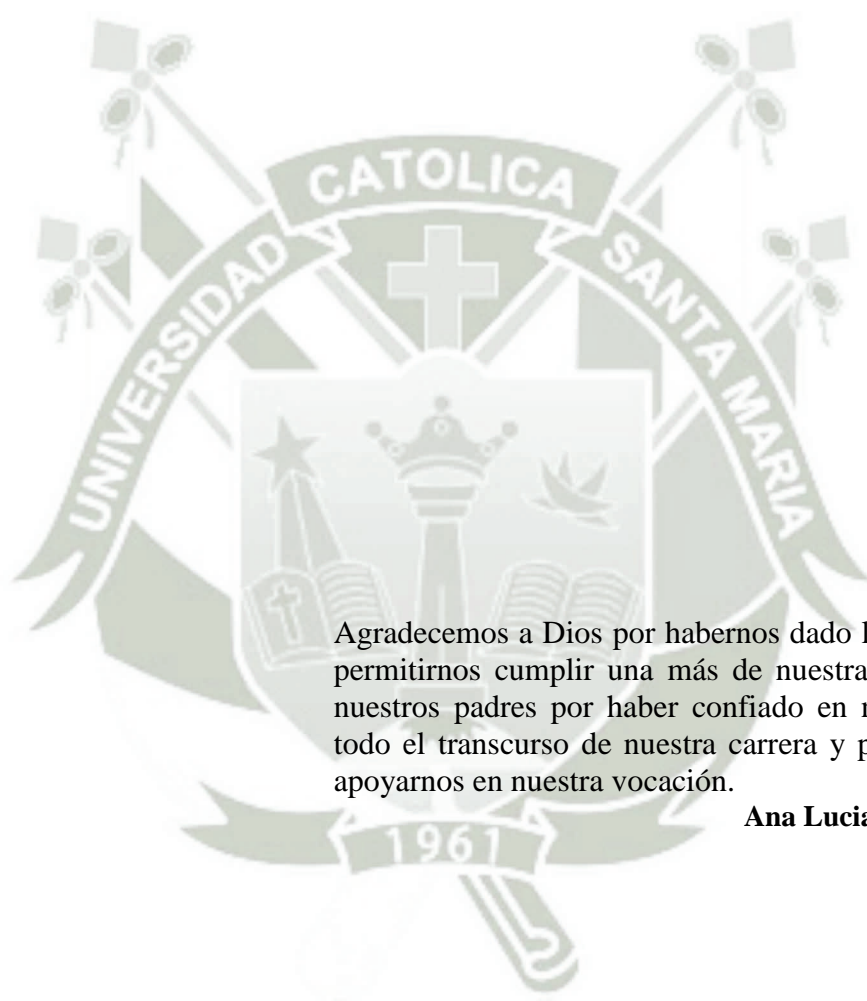 CATOLICA
UNIVERSIDAD
SANTA MARIA
Agradecemos a Dios por habernos dado
permitirnos cumplir una más de
nuestros padres por haber confiado en
todo el transcurso de nuestra carrera y
apoyarnos en nuestra vocación.
Ana Lucia
1961